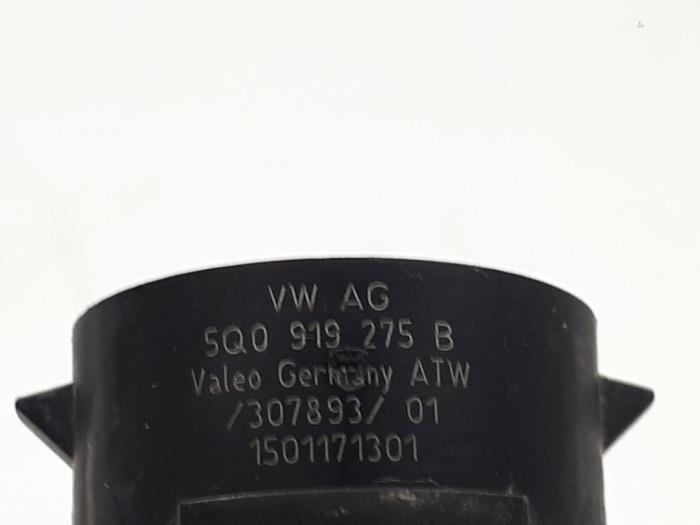 VW AG
5Q0 919 275 B
Valeo Germany ATW
/307893/ 01
1501171301